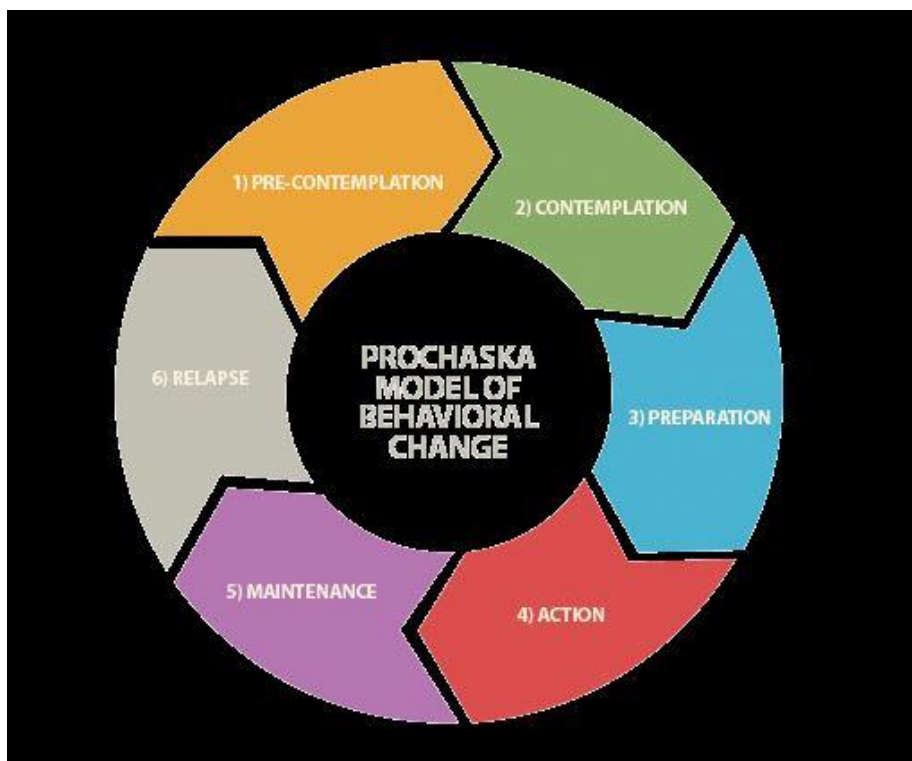 1) PRE-CONTEMPLATION
2) CONTEMPLATION
3) PREPARATION
4) ACTION
5) MAINTENANCE
6) RELAPSE
PROCHASKA
MODEL OF
BEHAVIORAL
CHANGE